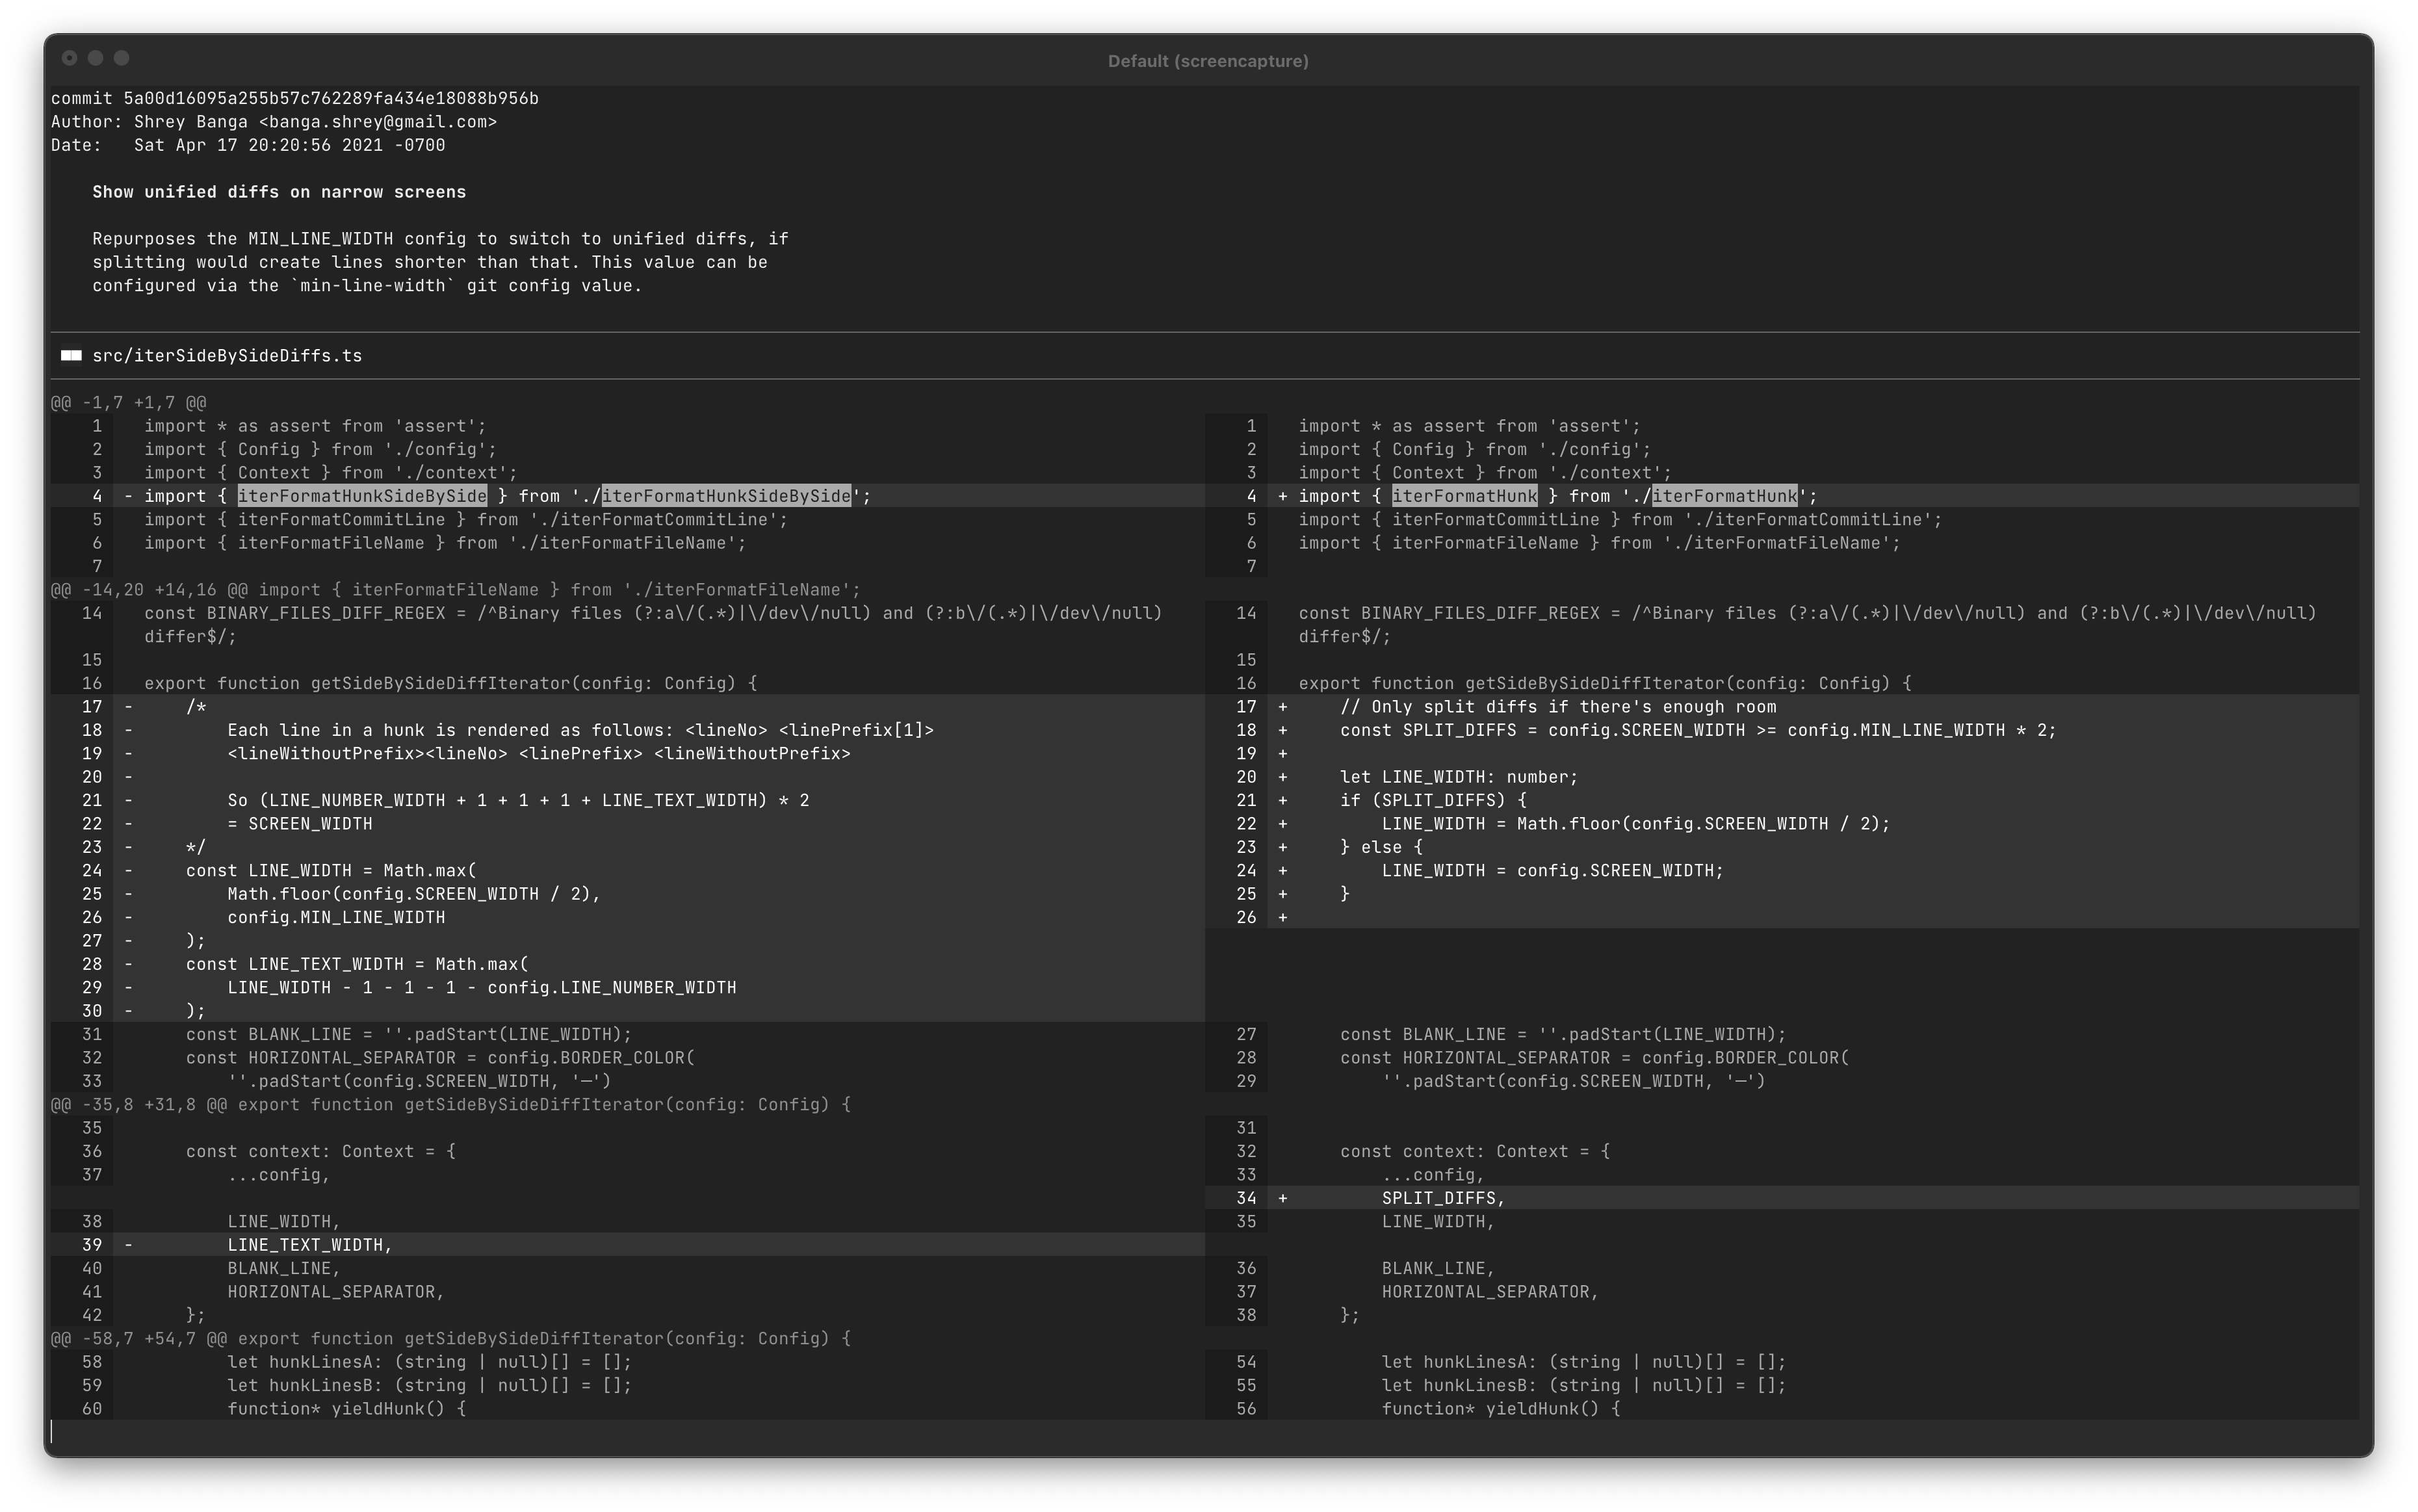 Default (screencapture)
commit 5a00d16095a255b57c762289fa434e18088b956b
Author: Shrey Banga <banga.shrey@gmail.com>
Date:   Sat Apr 17 20:20:56 2021 -0700
    Show unified diffs on narrow screens
    Repurposes the MIN_LINE_WIDTH config to switch to unified diffs, if
    splitting would create lines shorter than that. This value can be
    configured via the `min-line-width` git config value.
■■ src/iterSideBySideDiffs.ts
@@ -1,7 +1,7 @@
1    import * as assert from 'assert';    1    import * as assert from 'assert';
2    import { Config } from './config';    2    import { Config } from './config';
3    import { Context } from './context';    3    import { Context } from './context';
4  - import { iterFormatHunkSideBySide } from './iterFormatHunkSideBySide';    4  + import { iterFormatHunk } from './iterFormatHunk';
5    import { iterFormatCommitLine } from './iterFormatCommitLine';    5    import { iterFormatCommitLine } from './iterFormatCommitLine';
6    import { iterFormatFileName } from './iterFormatFileName';    6    import { iterFormatFileName } from './iterFormatFileName';
7    7
@@ -14,20 +14,16 @@ import { iterFormatFileName } from './iterFormatFileName';
14    const BINARY_FILES_DIFF_REGEX = /^Binary files (?:a\/(.*)|\/dev\/null) and (?:b\/(.*)|\/dev\/null)    14    const BINARY_FILES_DIFF_REGEX = /^Binary files (?:a\/(.*)|\/dev\/null) and (?:b\/(.*)|\/dev\/null)
differ$/;    differ$/;
15    15
16    export function getSideBySideDiffIterator(config: Config) {    16    export function getSideBySideDiffIterator(config: Config) {
17  -     /*    17  +     // Only split diffs if there's enough room
18  -         Each line in a hunk is rendered as follows: <lineNo> <linePrefix[1]>    18  +     const SPLIT_DIFFS = config.SCREEN_WIDTH >= config.MIN_LINE_WIDTH * 2;
19  -         <lineWithoutPrefix><lineNo> <linePrefix> <lineWithoutPrefix>    19  +
20  -    20  +     let LINE_WIDTH: number;
21  -         So (LINE_NUMBER_WIDTH + 1 + 1 + 1 + LINE_TEXT_WIDTH) * 2    21  +     if (SPLIT_DIFFS) {
22  -         = SCREEN_WIDTH    22  +         LINE_WIDTH = Math.floor(config.SCREEN_WIDTH / 2);
23  -     */    23  +     } else {
24  -     const LINE_WIDTH = Math.max(    24  +         LINE_WIDTH = config.SCREEN_WIDTH;
25  -         Math.floor(config.SCREEN_WIDTH / 2),    25  +     }
26  -         config.MIN_LINE_WIDTH    26  +
27  -     );
28  -     const LINE_TEXT_WIDTH = Math.max(
29  -         LINE_WIDTH - 1 - 1 - 1 - config.LINE_NUMBER_WIDTH
30  -     );
31        const BLANK_LINE = ''.padStart(LINE_WIDTH);    27        const BLANK_LINE = ''.padStart(LINE_WIDTH);
32        const HORIZONTAL_SEPARATOR = config.BORDER_COLOR(    28        const HORIZONTAL_SEPARATOR = config.BORDER_COLOR(
33            ''.padStart(config.SCREEN_WIDTH, '─')    29            ''.padStart(config.SCREEN_WIDTH, '─')
@@ -35,8 +31,8 @@ export function getSideBySideDiffIterator(config: Config) {
35    31
36        const context: Context = {    32        const context: Context = {
37            ...config,    33            ...config,
34  +         SPLIT_DIFFS,
38            LINE_WIDTH,    35            LINE_WIDTH,
39  -         LINE_TEXT_WIDTH,
40            BLANK_LINE,    36            BLANK_LINE,
41            HORIZONTAL_SEPARATOR,    37            HORIZONTAL_SEPARATOR,
42        };    38        };
@@ -58,7 +54,7 @@ export function getSideBySideDiffIterator(config: Config) {
58            let hunkLinesA: (string | null)[] = [];    54            let hunkLinesA: (string | null)[] = [];
59            let hunkLinesB: (string | null)[] = [];    55            let hunkLinesB: (string | null)[] = [];
60            function* yieldHunk() {    56            function* yieldHunk() {